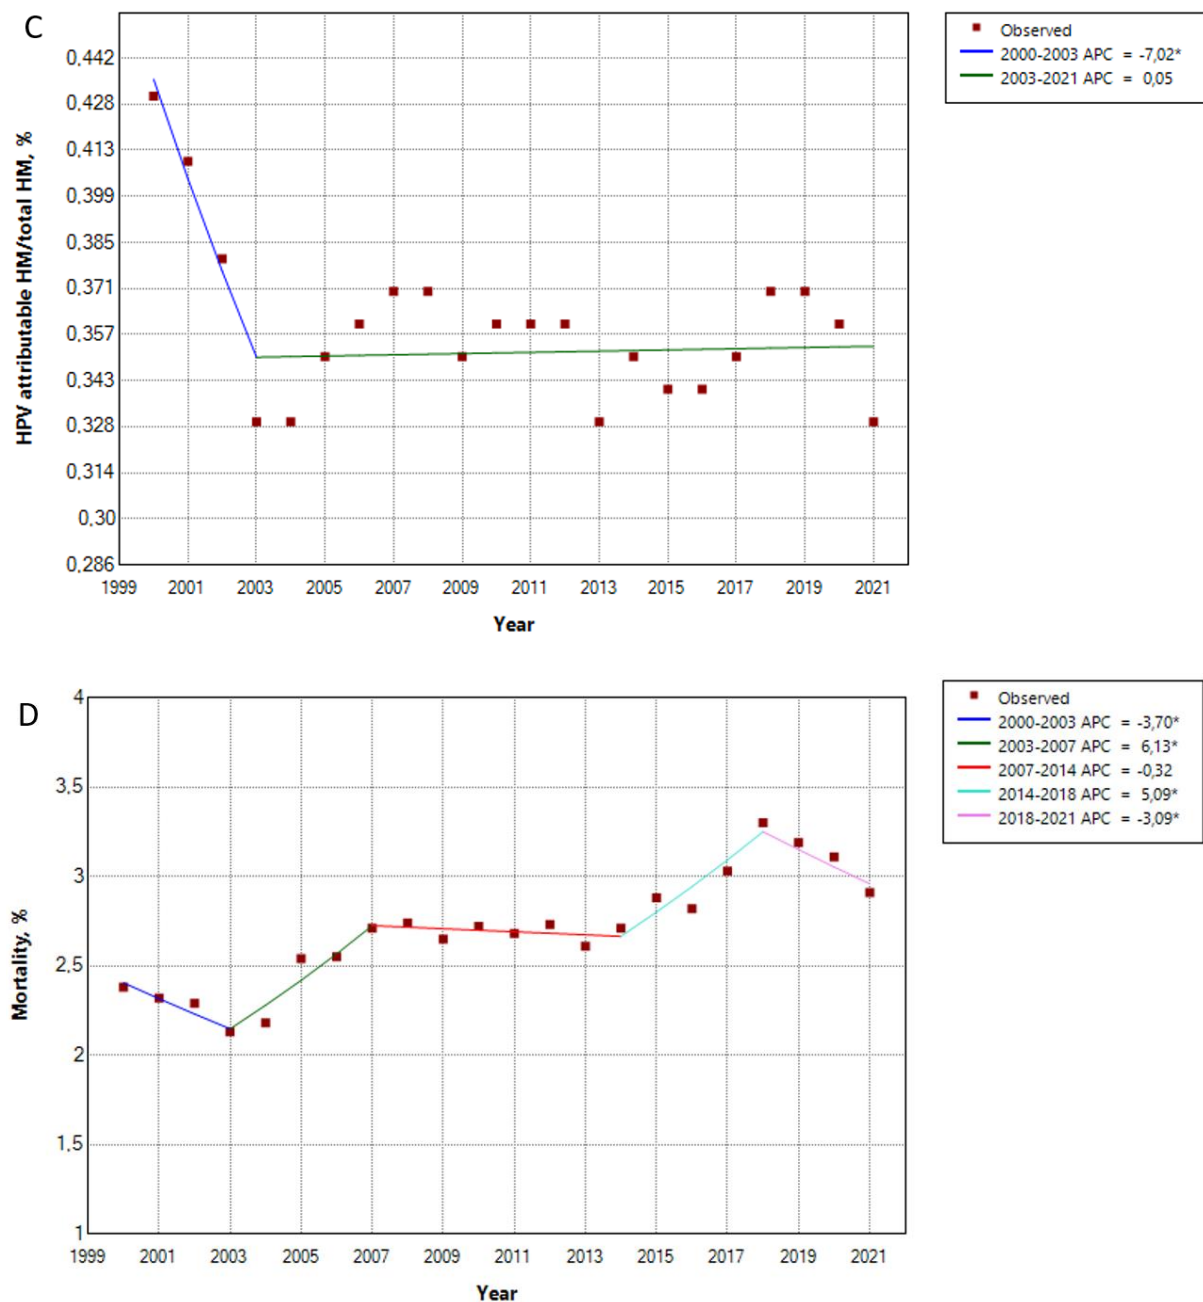 C
HPV attributable HM/total HM, %
0,442
0,428
0,413
0,399
0,385
0,371
0,357
0,343
0,328
0,314
0,30
0,286
1999 2001 2003 2005 2007 2009 2011 2013 2015 2017 2019 2021
Year
Observed
2000-2003 APC = -7,02*
2003-2021 APC = 0,05
D
Mortality, %
4
3,5
3
2,5
2
1,5
1
1999 2001 2003 2005 2007 2009 2011 2013 2015 2017 2019 2021
Year
Observed
2000-2003 APC = -3,70*
2003-2007 APC = 6,13*
2007-2014 APC = -0,32
2014-2018 APC = 5,09*
2018-2021 APC = -3,09*